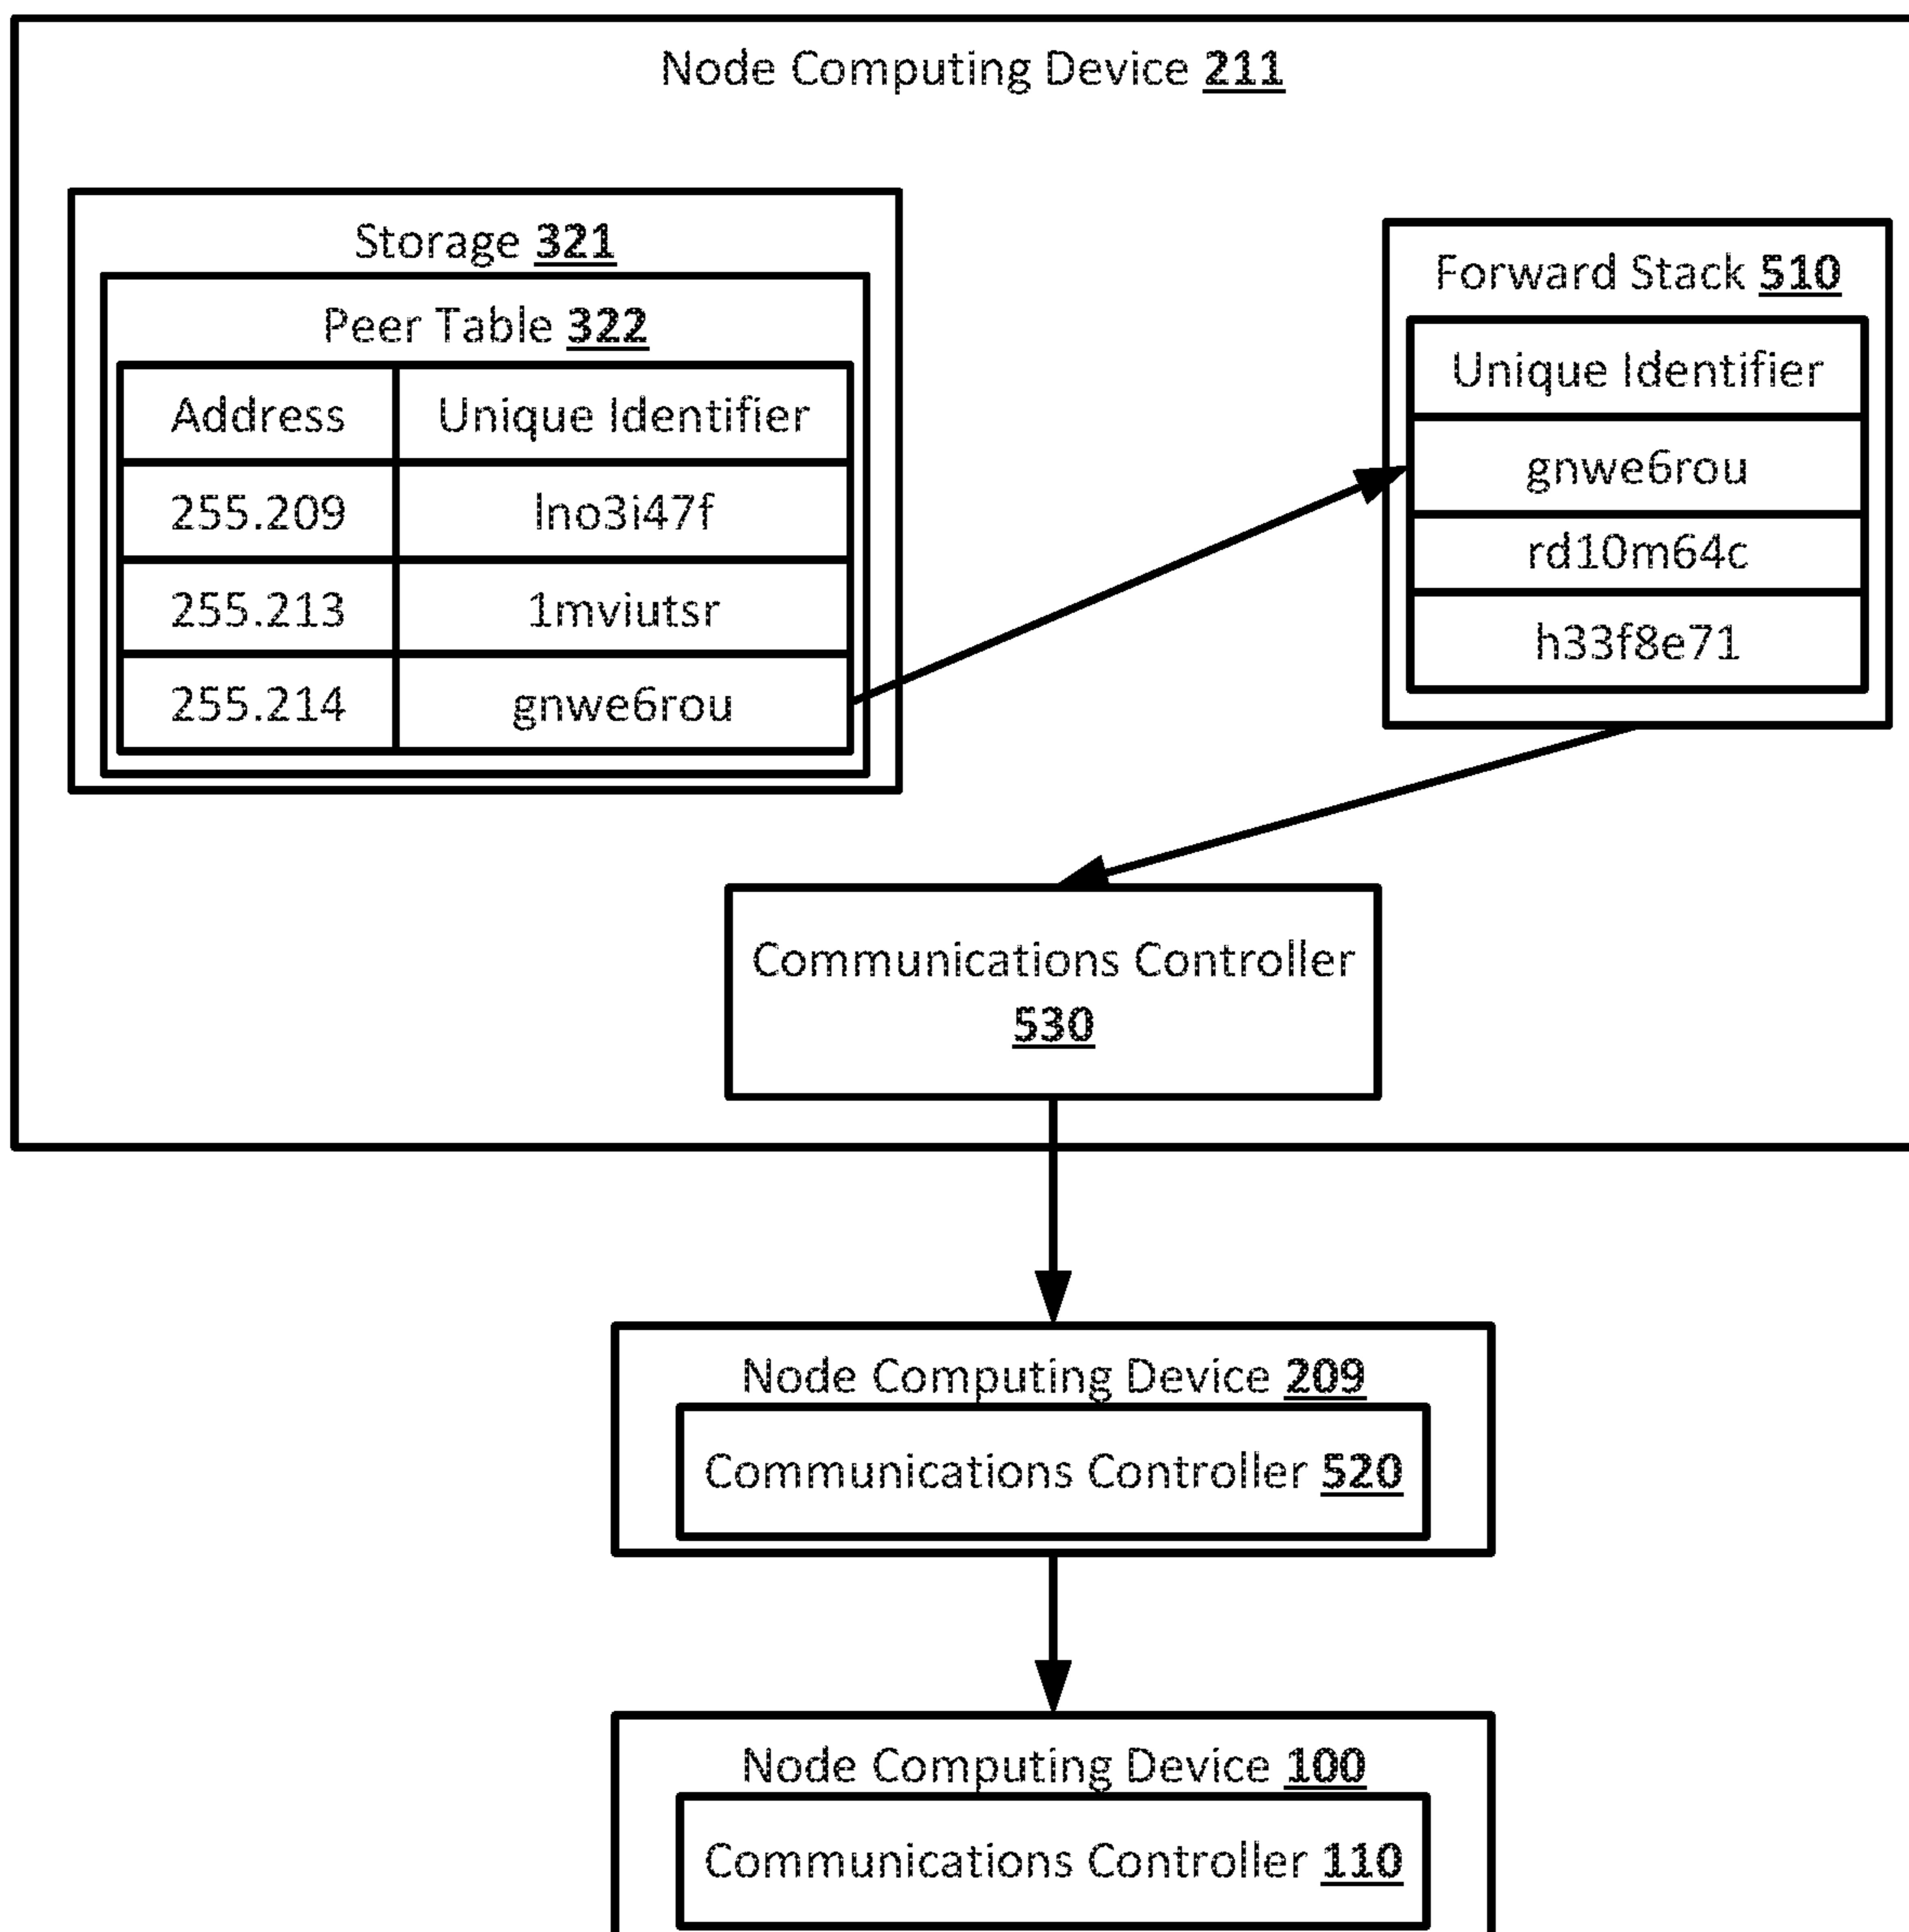 Node Computing Device 211
Storage 321
Peer Table 322
Address Unique Identifier
255.209 lno3i47f
255.213 1mviutsr
255.214 gnwe6rou
Forward Stack 510
Unique Identifier
gnwe6rou
rd10m64c
h33f8e71
Communications Controller
530
Node Computing Device 209
Communications Controller 520
Node Computing Device 100
Communications Controller 110